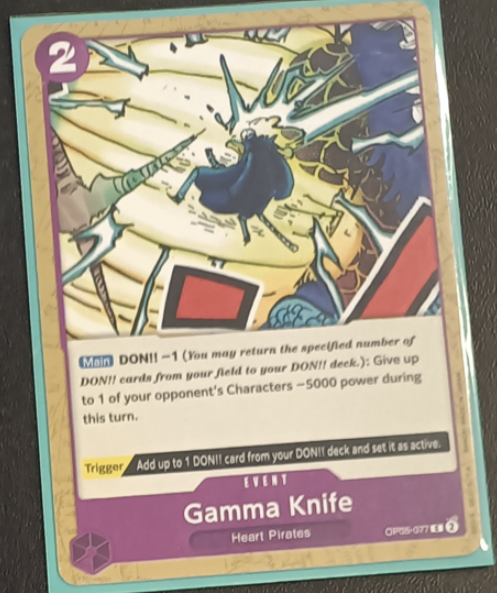 2
Main DON!! −1 (You may return the specified number of
DON!! cards from your field to your DON!! deck.): Give up
to 1 of your opponent's Characters −5000 power during
this turn.
Trigger Add up to 1 DON!! card from your DON!! deck and set it as active.
EVENT
Gamma Knife
Heart Pirates
OP05-077